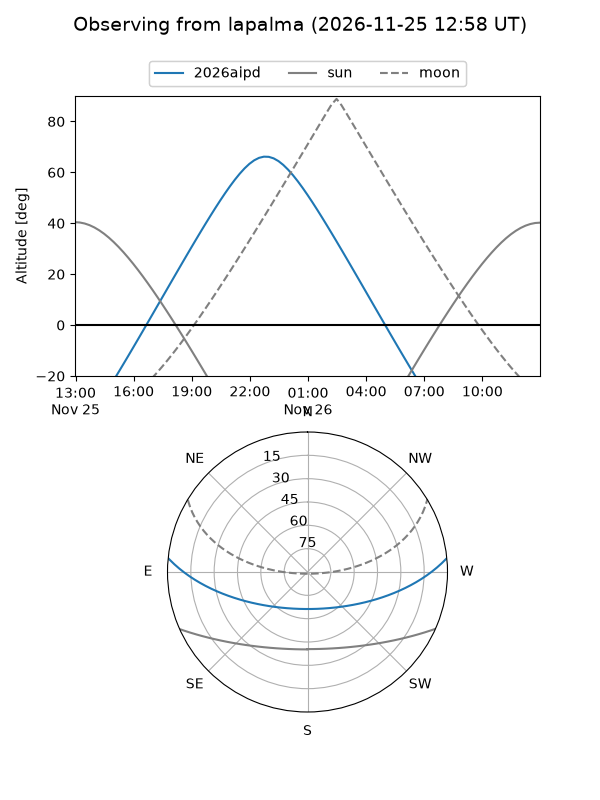 Observing from lapalma (2026-11-25 12:58 UT)
2026aipd sun moon
80
60
40
20
0
−20
Altitude [deg]
13:00 16:00 19:00 22:00 01:00 04:00 07:00 10:00
Nov 25 Nov 26
N
NE NW
15
30
45
60
75
E W
SE SW
S